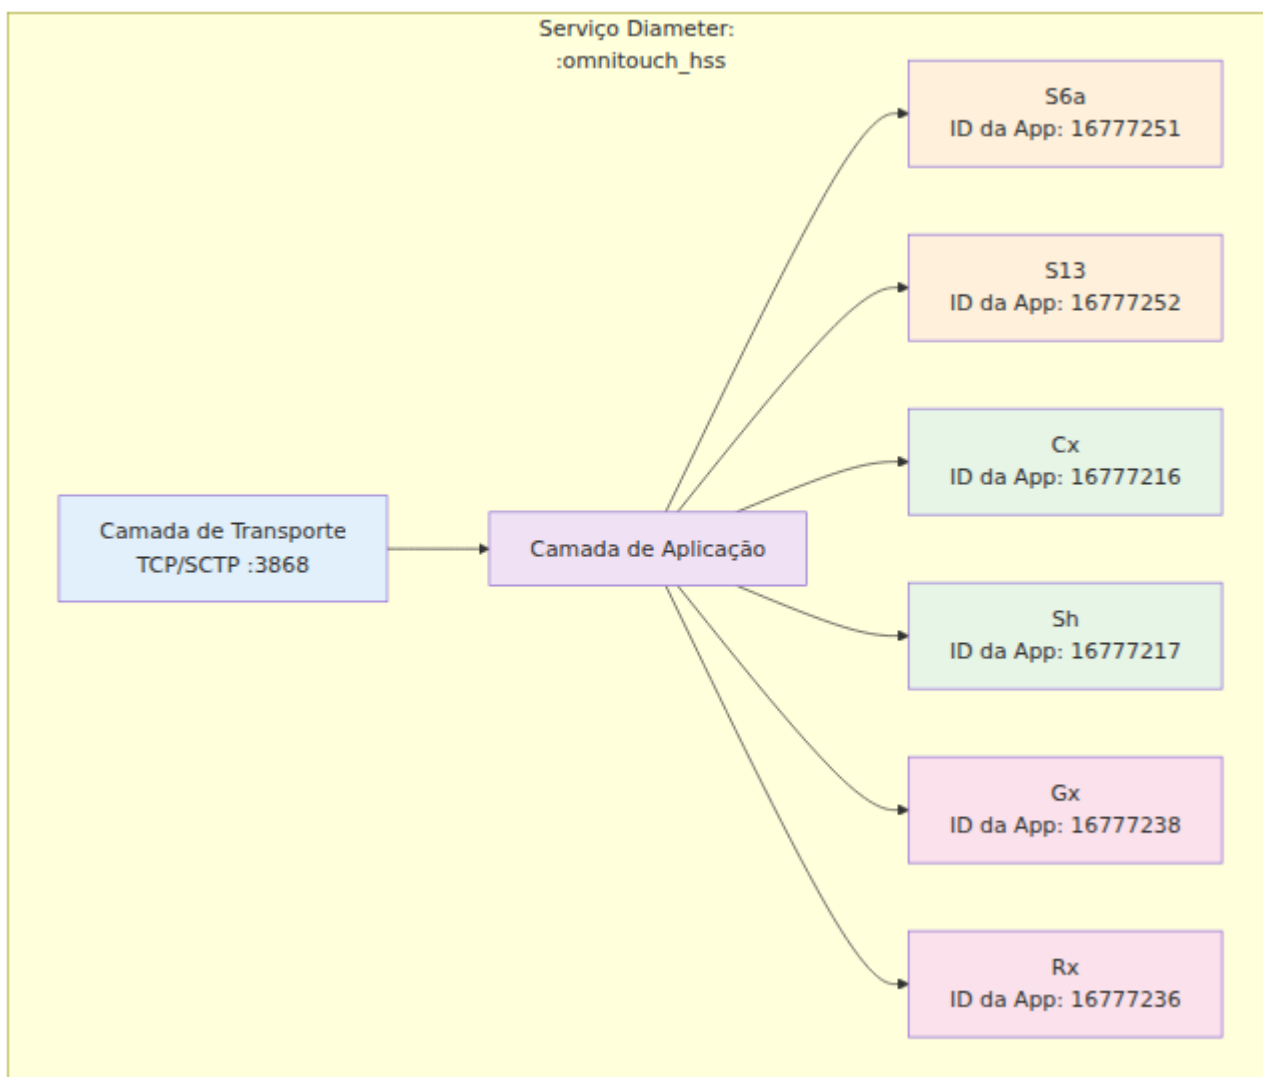 Serviço Diameter:
:omnitouch_hss
S6a
ID da App: 16777251
S13
ID da App: 16777252
Cx
ID da App: 16777216
Camada de Transporte
TCP/SCTP :3868
Camada de Aplicação
Sh
ID da App: 16777217
Gx
ID da App: 16777238
Rx
ID da App: 16777236